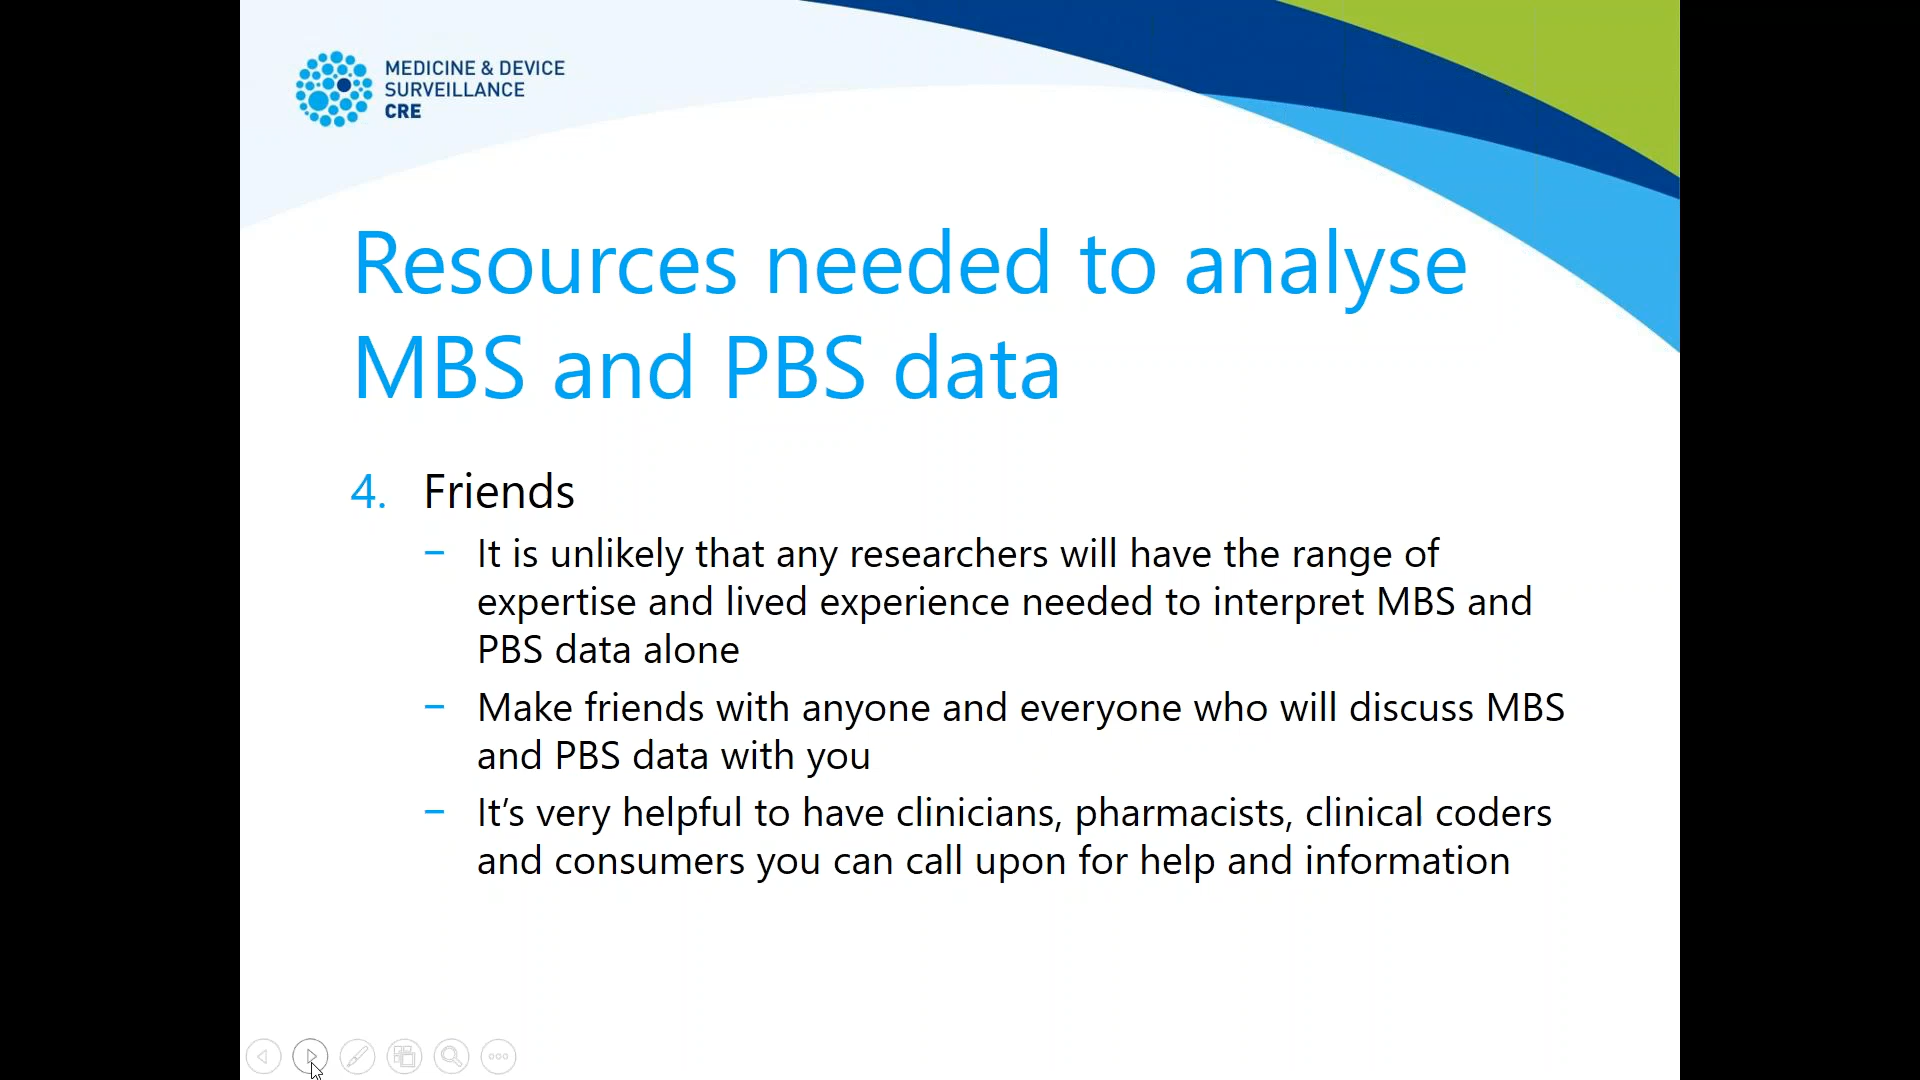 MEDICINE & DEVICE
SURVEILLANCE
CRE
Resources needed to analyse
MBS and PBS data
4. Friends
– It is unlikely that any researchers will have the range of
expertise and lived experience needed to interpret MBS and
PBS data alone
– Make friends with anyone and everyone who will discuss MBS
and PBS data with you
– It’s very helpful to have clinicians, pharmacists, clinical coders
and consumers you can call upon for help and information